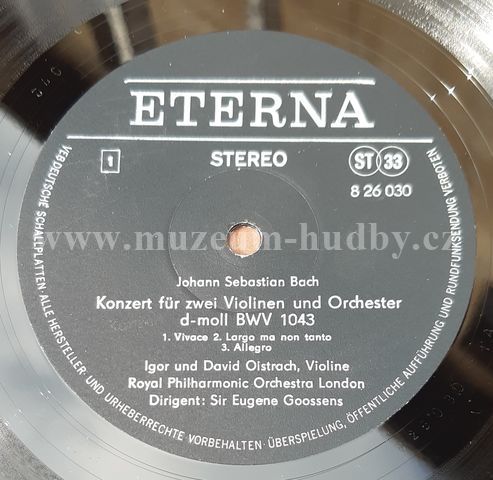 ETERNA
1 STEREO ST 33
8 26 030
www.muzeum-hudby.cz
Johann Sebastian Bach
Konzert für zwei Violinen und Orchester
d-moll BWV 1043
1. Vivace 2. Largo ma non tanto
3. Allegro
Igor und David Oistrach, Violine
Royal Philharmonic Orchestra London
Dirigent: Sir Eugene Goossens
VEB DEUTSCHE SCHALLPLATTEN · ALLE HERSTELLER- UND URHEBERRECHTE VORBEHALTEN · ÜBERSPIELUNG, ÖFFENTLICHE AUFFÜHRUNG UND RUNDFUNKSENDUNG VERBOTEN